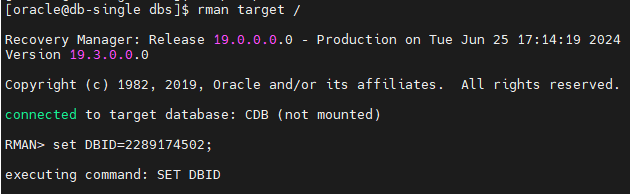 [oracle@db-single dbs]$ rman target /
Recovery Manager: Release 19.0.0.0.0 - Production on Tue Jun 25 17:14:19 2024
Version 19.3.0.0.0
Copyright (c) 1982, 2019, Oracle and/or its affiliates.  All rights reserved.
connected to target database: CDB (not mounted)
RMAN> set DBID=2289174502;
executing command: SET DBID